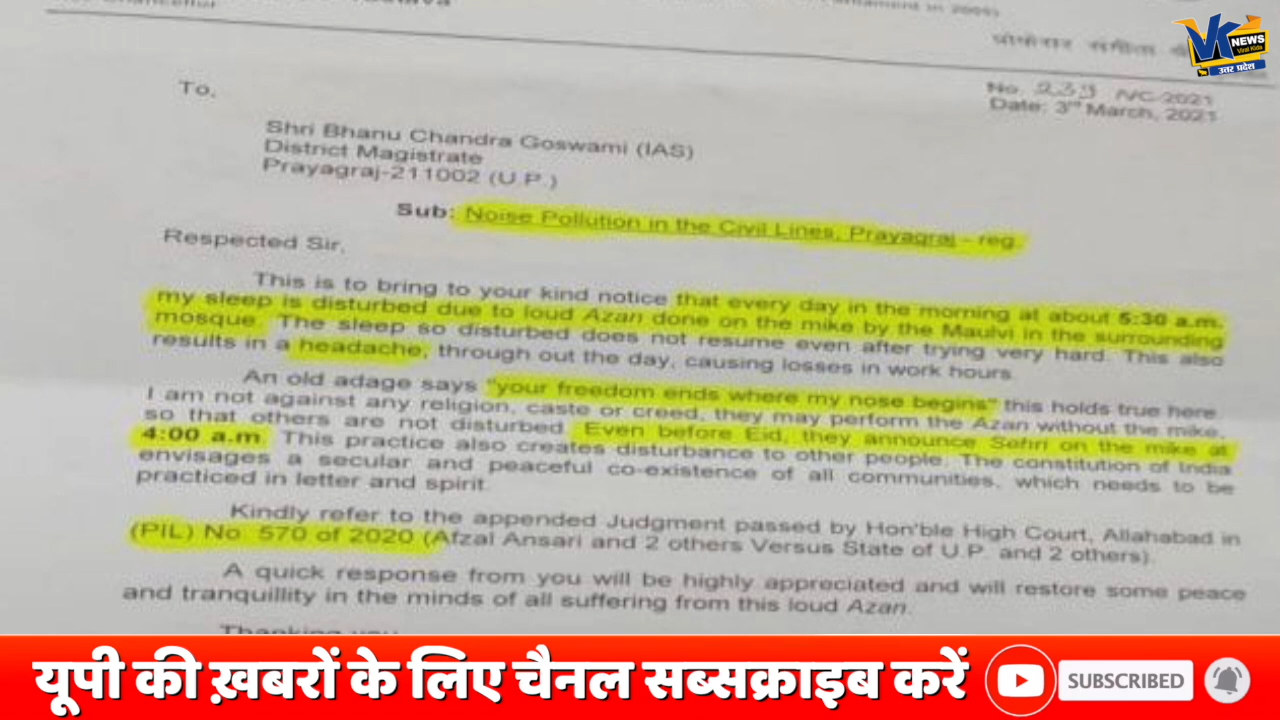 VK NEWS
Viral Kida
उत्तर प्रदेश
To,
No. 239 /VC-2021
Date: 3rd March, 2021
Shri Bhanu Chandra Goswami (IAS)
District Magistrate
Prayagraj-211002 (U.P.)
Sub: Noise Pollution in the Civil Lines, Prayagraj - reg.
Respected Sir,
This is to bring to your kind notice that every day in the morning at about 5:30 a.m.
my sleep is disturbed due to loud Azan done on the mike by the Maulvi in the surrounding
mosque. The sleep so disturbed does not resume even after trying very hard. This also
results in a headache, through out the day, causing losses in work hours.
An old adage says "your freedom ends where my nose begins" this holds true here.
I am not against any religion, caste or creed, they may perform the Azan without the mike,
so that others are not disturbed. Even before Eid, they announce Sehri on the mike at
4:00 a.m. This practice also creates disturbance to other people. The constitution of India
envisages a secular and peaceful co-existence of all communities, which needs to be
practiced in letter and spirit.
Kindly refer to the appended Judgment passed by Hon'ble High Court, Allahabad in
(PIL) No. 570 of 2020 (Afzal Ansari and 2 others Versus State of U.P. and 2 others).
A quick response from you will be highly appreciated and will restore some peace
and tranquillity in the minds of all suffering from this loud Azan.
Thanking you
यूपी की ख़बरों के लिए चैनल सब्सक्राइब करें
SUBSCRIBED